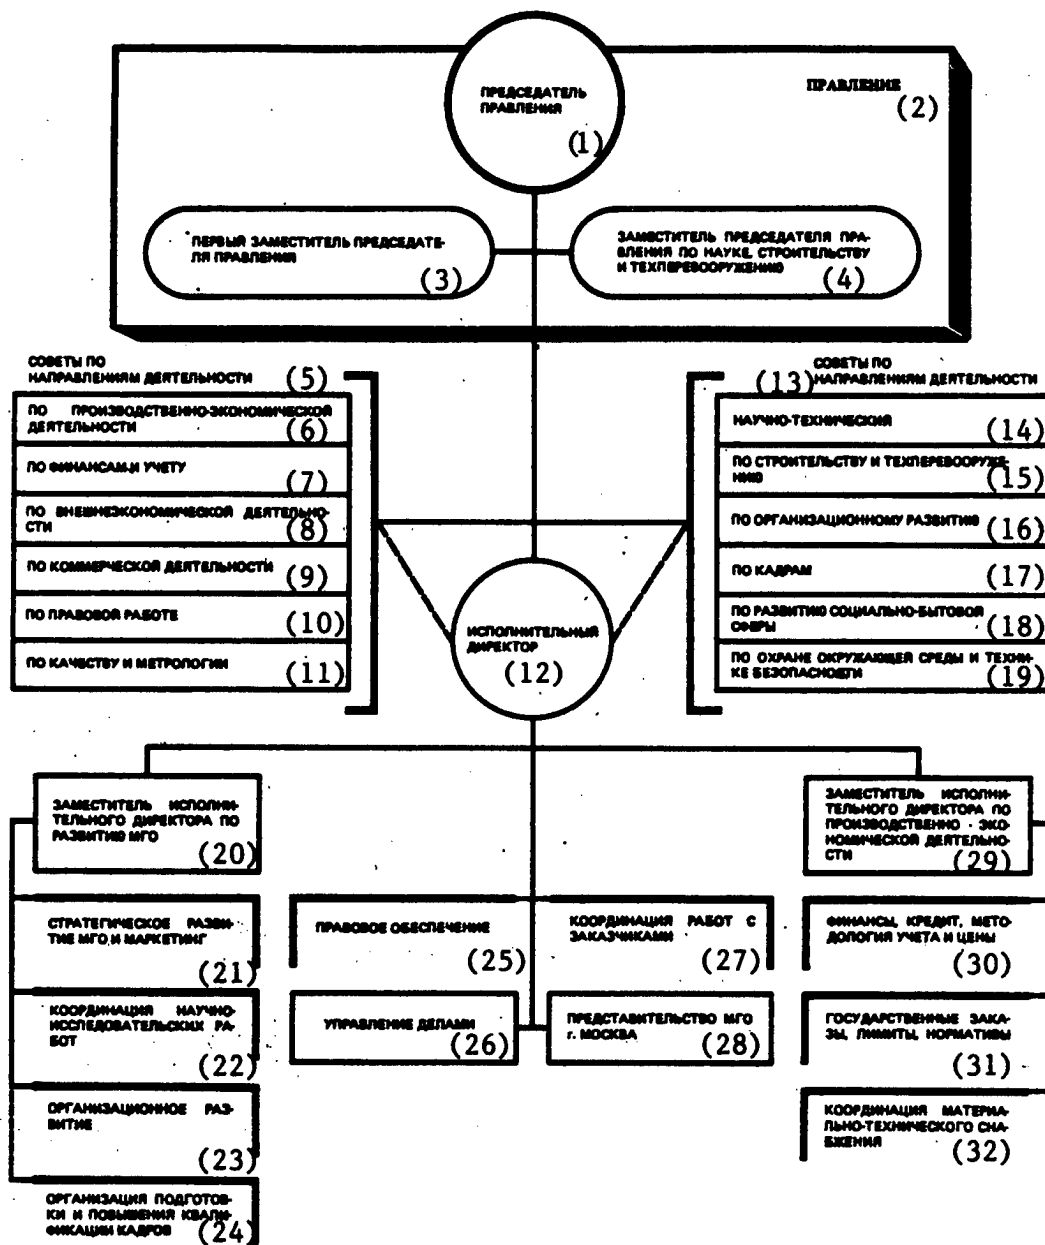 ПРЕДСЕДАТЕЛЬ
ПРАВЛЕНИЯ
(1)
ПРАВЛЕНИЕ
(2)
ПЕРВЫЙ ЗАМЕСТИТЕЛЬ ПРЕДСЕДАТЕ-
ЛЯ ПРАВЛЕНИЯ
(3)
ЗАМЕСТИТЕЛЬ ПРЕДСЕДАТЕЛЯ ПРА-
ВЛЕНИЯ ПО НАУКЕ, СТРОИТЕЛЬСТВУ
И ТЕХПЕРЕВООРУЖЕНИЮ
(4)
СОВЕТЫ ПО
НАПРАВЛЕНИЯМ ДЕЯТЕЛЬНОСТИ (5)
ПО ПРОИЗВОДСТВЕННО-ЭКОНОМИЧЕСКОЙ
ДЕЯТЕЛЬНОСТИ (6)
ПО ФИНАНСАМ И УЧЕТУ (7)
ПО ВНЕШНЕЭКОНОМИЧЕСКОЙ ДЕЯТЕЛЬНО-
СТИ (8)
ПО КОММЕРЧЕСКОЙ ДЕЯТЕЛЬНОСТИ (9)
ПО ПРАВОВОЙ РАБОТЕ (10)
ПО КАЧЕСТВУ И МЕТРОЛОГИИ (11)
ИСПОЛНИТЕЛЬНЫЙ
ДИРЕКТОР
(12)
СОВЕТЫ ПО
(13) НАПРАВЛЕНИЯМ ДЕЯТЕЛЬНОСТИ
НАУЧНО-ТЕХНИЧЕСКИЙ (14)
ПО СТРОИТЕЛЬСТВУ И ТЕХПЕРЕВООРУЖЕ-
НИЮ (15)
ПО ОРГАНИЗАЦИОННОМУ РАЗВИТИЮ (16)
ПО КАДРАМ (17)
ПО РАЗВИТИЮ СОЦИАЛЬНО-БЫТОВОЙ
СФЕРЫ (18)
ПО ОХРАНЕ ОКРУЖАЮЩЕЙ СРЕДЫ И ТЕХНИ-
КЕ БЕЗОПАСНОСТИ (19)
ЗАМЕСТИТЕЛЬ ИСПОЛНИ-
ТЕЛЬНОГО ДИРЕКТОРА ПО
РАЗВИТИЮ МГО
(20)
СТРАТЕГИЧЕСКОЕ РАЗВИ-
ТИЕ МГО И МАРКЕТИНГ
(21)
КООРДИНАЦИЯ НАУЧНО-
ИССЛЕДОВАТЕЛЬСКИХ РА-
БОТ
(22)
ОРГАНИЗАЦИОННОЕ РАЗ-
ВИТИЕ
(23)
ОРГАНИЗАЦИЯ ПОДГОТОВ-
КИ И ПОВЫШЕНИЯ КВАЛИ-
ФИКАЦИИ КАДРОВ (24)
ПРАВОВОЕ ОБЕСПЕЧЕНИЕ
(25)
УПРАВЛЕНИЕ ДЕЛАМИ
(26)
КООРДИНАЦИЯ РАБОТ С
ЗАКАЗЧИКАМИ
(27)
ПРЕДСТАВИТЕЛЬСТВО МГО
г. МОСКВА
(28)
ЗАМЕСТИТЕЛЬ ИСПОЛНИ-
ТЕЛЬНОГО ДИРЕКТОРА ПО
ПРОИЗВОДСТВЕННО - ЭКО-
НОМИЧЕСКОЙ ДЕЯТЕЛЬНО-
СТИ (29)
ФИНАНСЫ, КРЕДИТ, МЕТО-
ДОЛОГИЯ УЧЕТА И ЦЕНЫ
(30)
ГОСУДАРСТВЕННЫЕ ЗАКА-
ЗЫ, ЛИМИТЫ, НОРМАТИВЫ
(31)
КООРДИНАЦИЯ МАТЕРИА-
ЛЬНО-ТЕХНИЧЕСКОГО СНА-
БЖЕНИЯ (32)